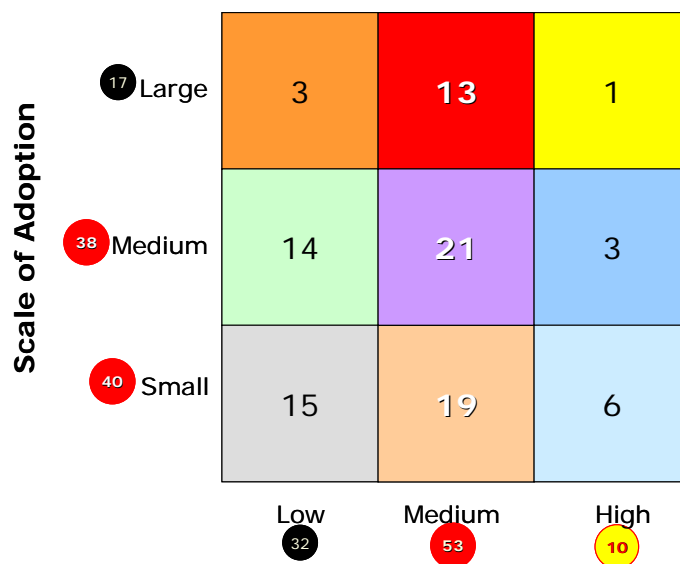 Scale of Adoption
17 Large 3 13 1
38 Medium 14 21 3
40 Small 15 19 6
Low Medium High
32 53 10